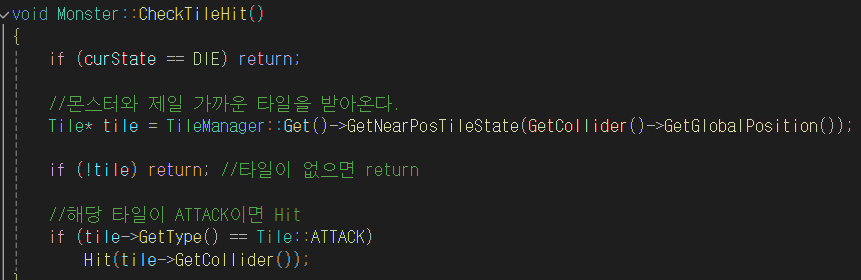 void Monster::CheckTileHit()
{
if (curState == DIE) return;
//몬스터와 제일 가까운 타일을 받아온다.
Tile* tile = TileManager::Get()->GetNearPosTileState(GetCollider()->GetGlobalPosition());
if (!tile) return; //타일이 없으면 return
//해당 타일이 ATTACK이면 Hit
if (tile->GetType() == Tile::ATTACK)
Hit(tile->GetCollider());
}